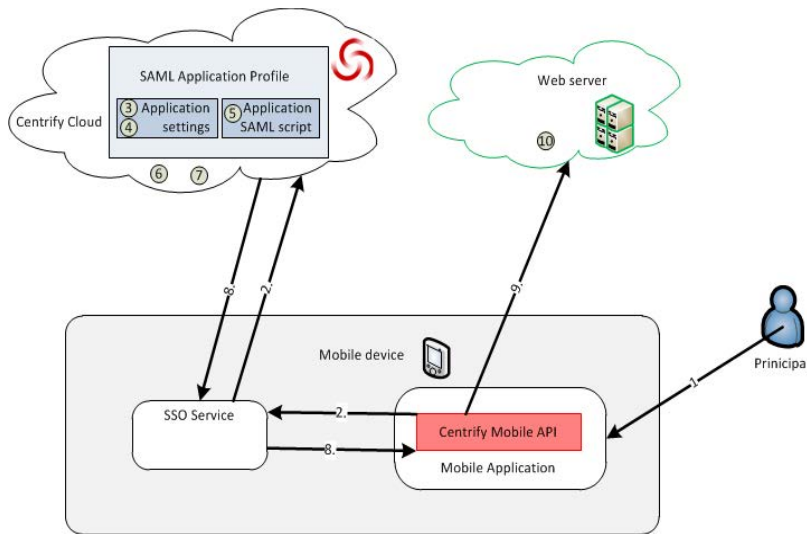 SAML Application Profile
Web server
3 Application
4 settings
5 Application
SAML script
Centrify Cloud
10
6 7
8.
2.
9.
Mobile device
Prinicipa
1
SSO Service
2.
Centrify Mobile API
8.
Mobile Application